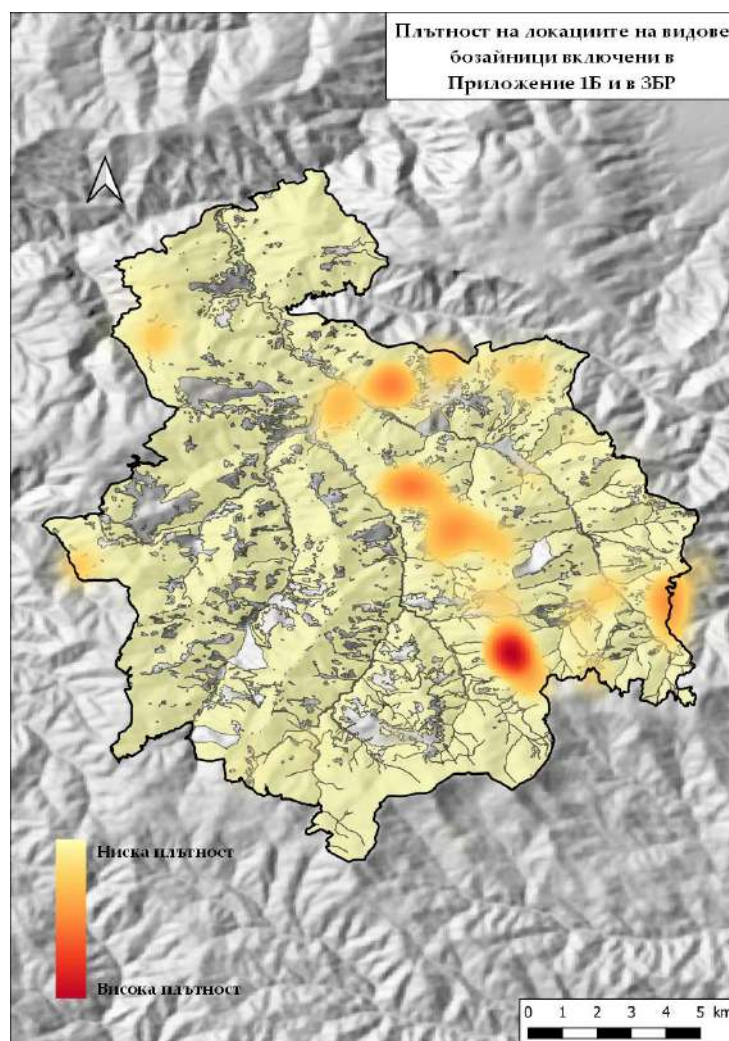 Плътност на локациите на видове
бозайници включени в
Приложение 1Б и в ЗБР
Ниска плътност
Висока плътност
0 1 2 3 4 5 km